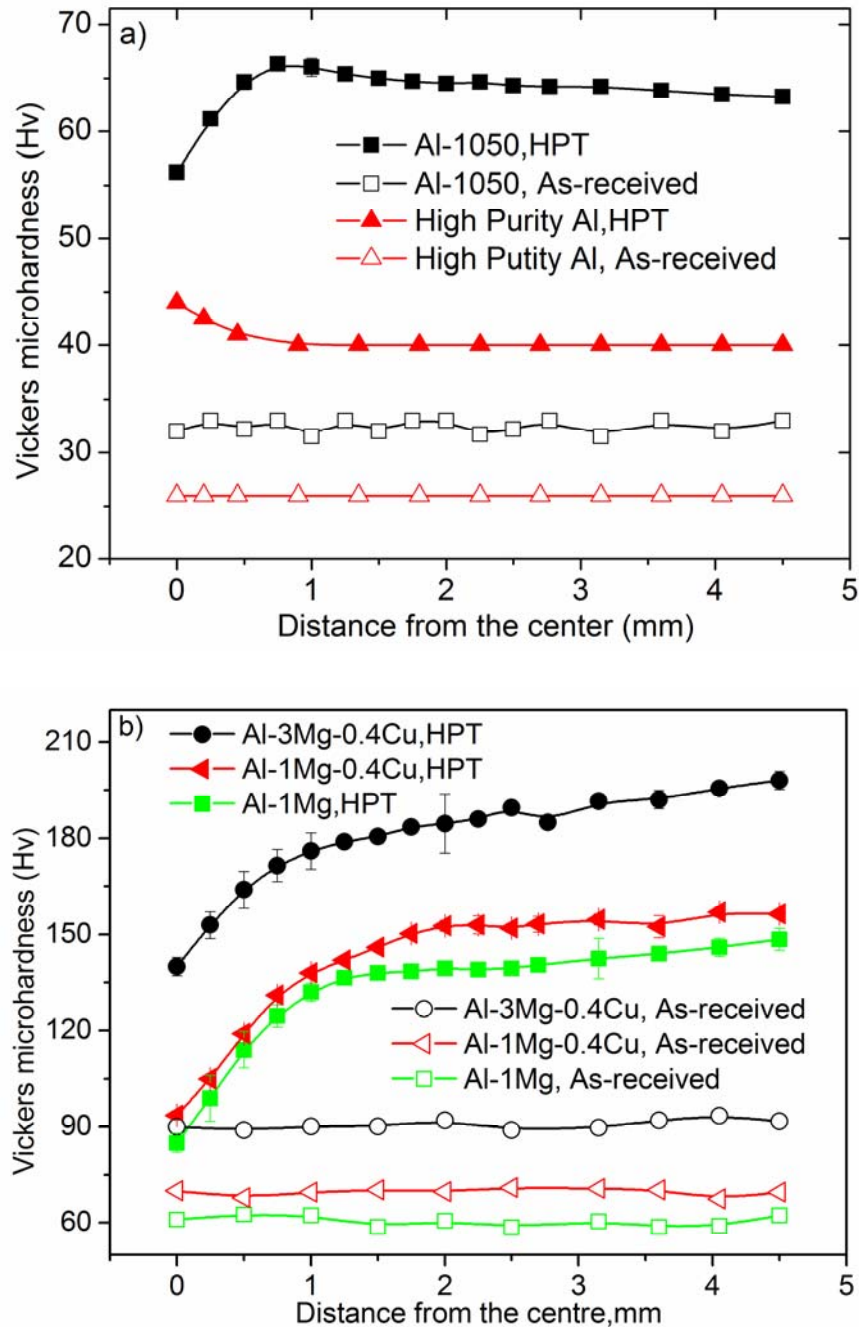 a)
70
60
50
40
30
20
Vickers microhardness (Hv)
Al-1050,HPT
Al-1050, As-received
High Purity Al,HPT
High Putity Al, As-received
0 1 2 3 4 5
Distance from the center (mm)
b)
210
180
150
120
90
60
Vickers microhardness (Hv)
Al-3Mg-0.4Cu,HPT
Al-1Mg-0.4Cu,HPT
Al-1Mg,HPT
Al-3Mg-0.4Cu, As-received
Al-1Mg-0.4Cu, As-received
Al-1Mg, As-received
0 1 2 3 4 5
Distance from the centre,mm